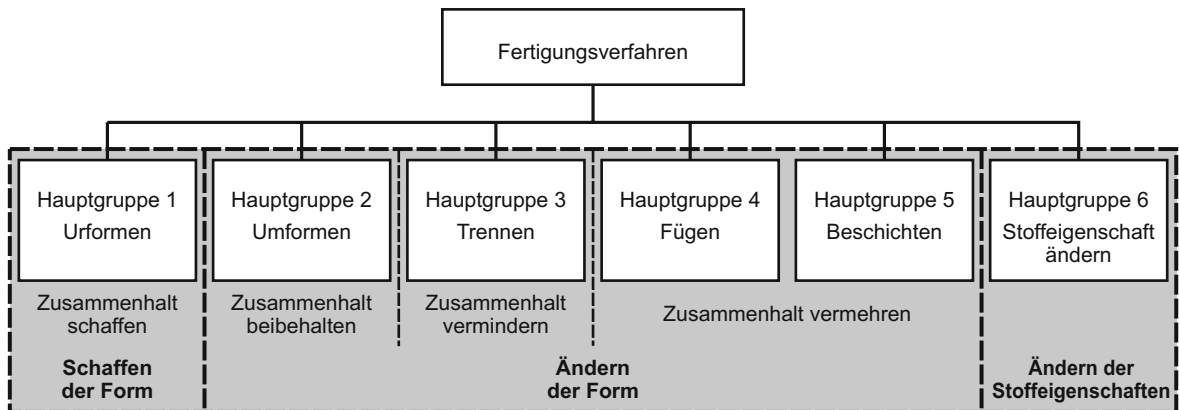 Fertigungsverfahren
Hauptgruppe 1
Urformen
Hauptgruppe 2
Umformen
Hauptgruppe 3
Trennen
Hauptgruppe 4
Fügen
Hauptgruppe 5
Beschichten
Hauptgruppe 6
Stoffeigenschaft
ändern
Zusammenhalt
schaffen
Zusammenhalt
beibehalten
Zusammenhalt
vermindern
Zusammenhalt vermehren
Schaffen
der Form
Ändern
der Form
Ändern der
Stoffeigenschaften